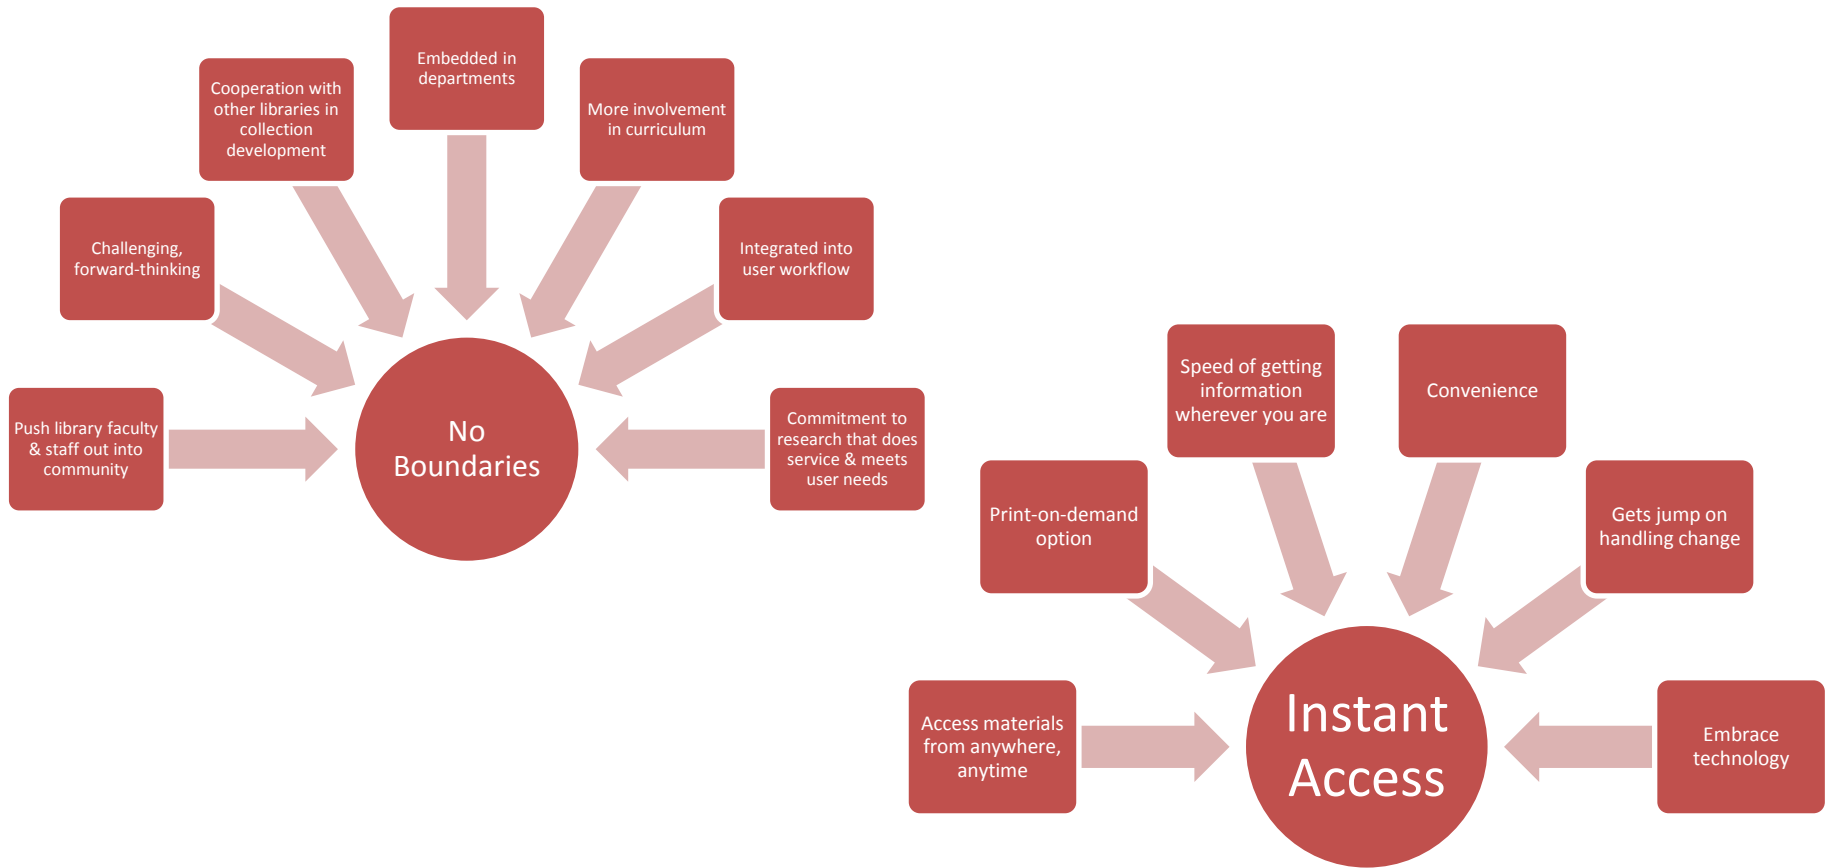 Embedded in
departments
Cooperation with
other libraries in
collection
development
More involvement
in curriculum
Challenging,
forward-thinking
Integrated into
user workflow
Push library faculty
& staff out into
community
No
Boundaries
Commitment to
research that does
service & meets
user needs
Speed of getting
information
wherever you are
Convenience
Print-on-demand
option
Gets jump on
handling change
Access materials
from anywhere,
anytime
Instant
Access
Embrace
technology